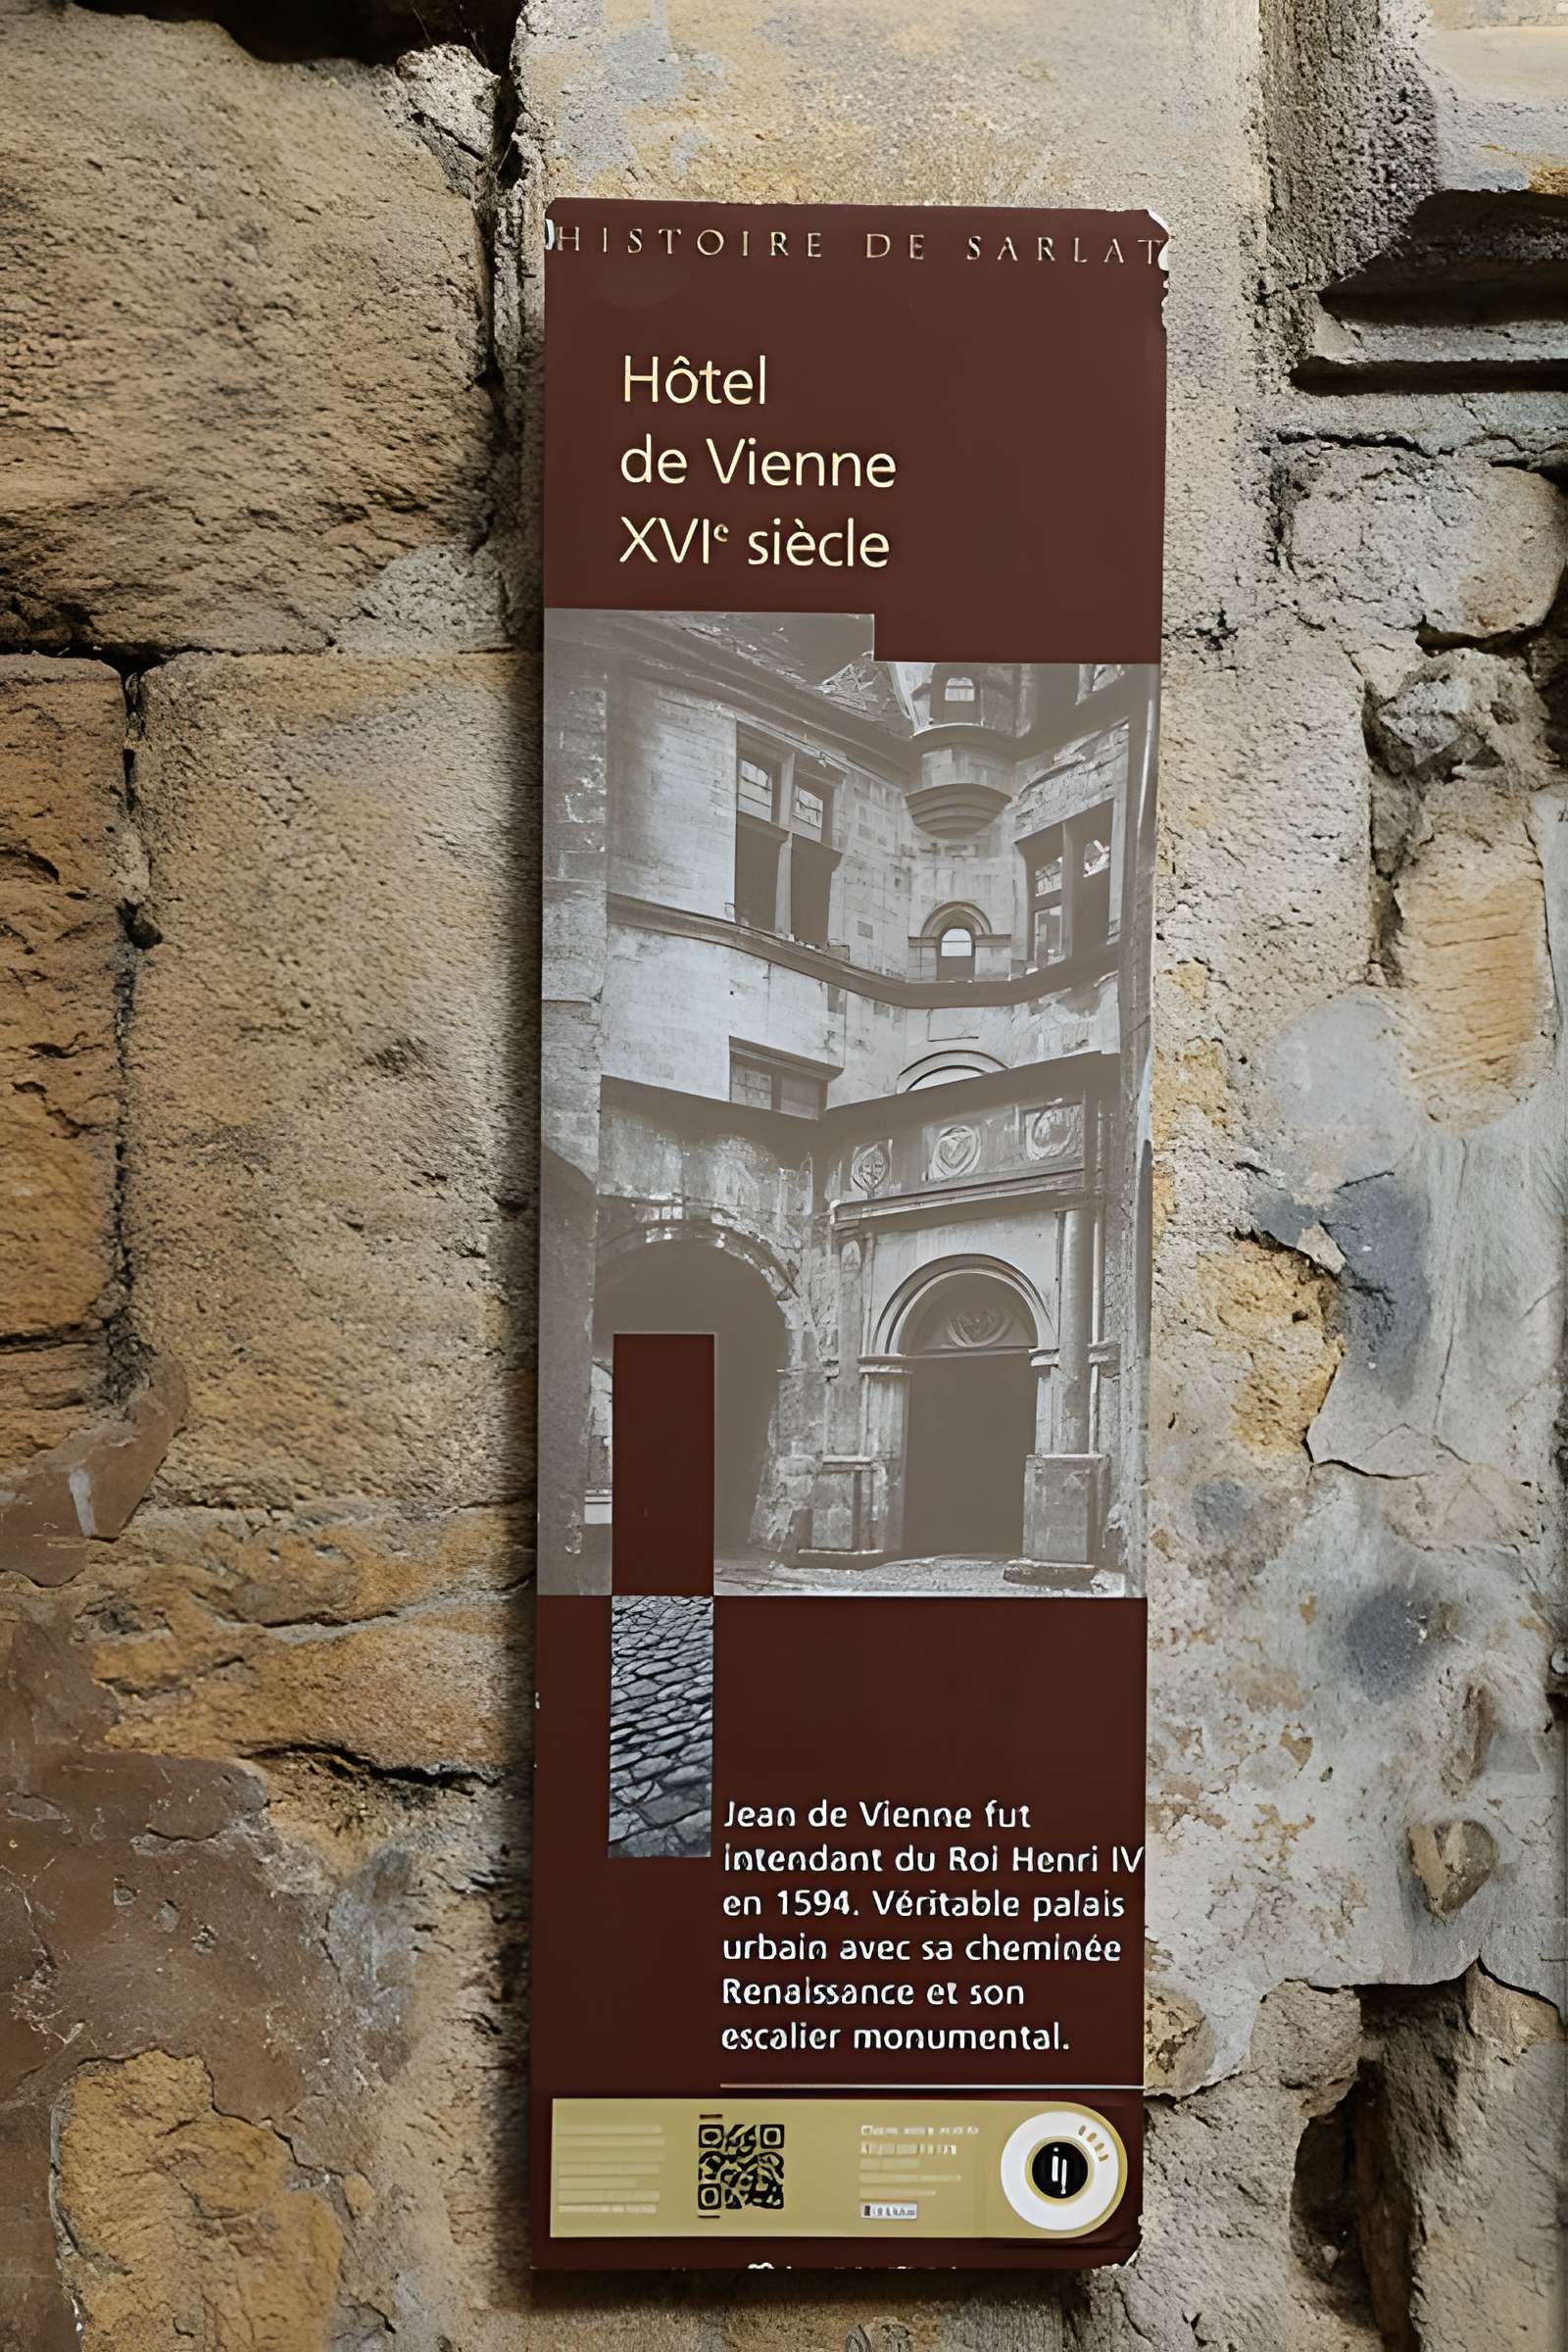 HISTOIRE DE SARLAT
Hôtel
de Vienne
XVIe siècle
Jean de Vienne fut
intendant du Roi Henri IV
en 1594. Véritable palais
urbain avec sa cheminée
Renaissance et son
escalier monumental.